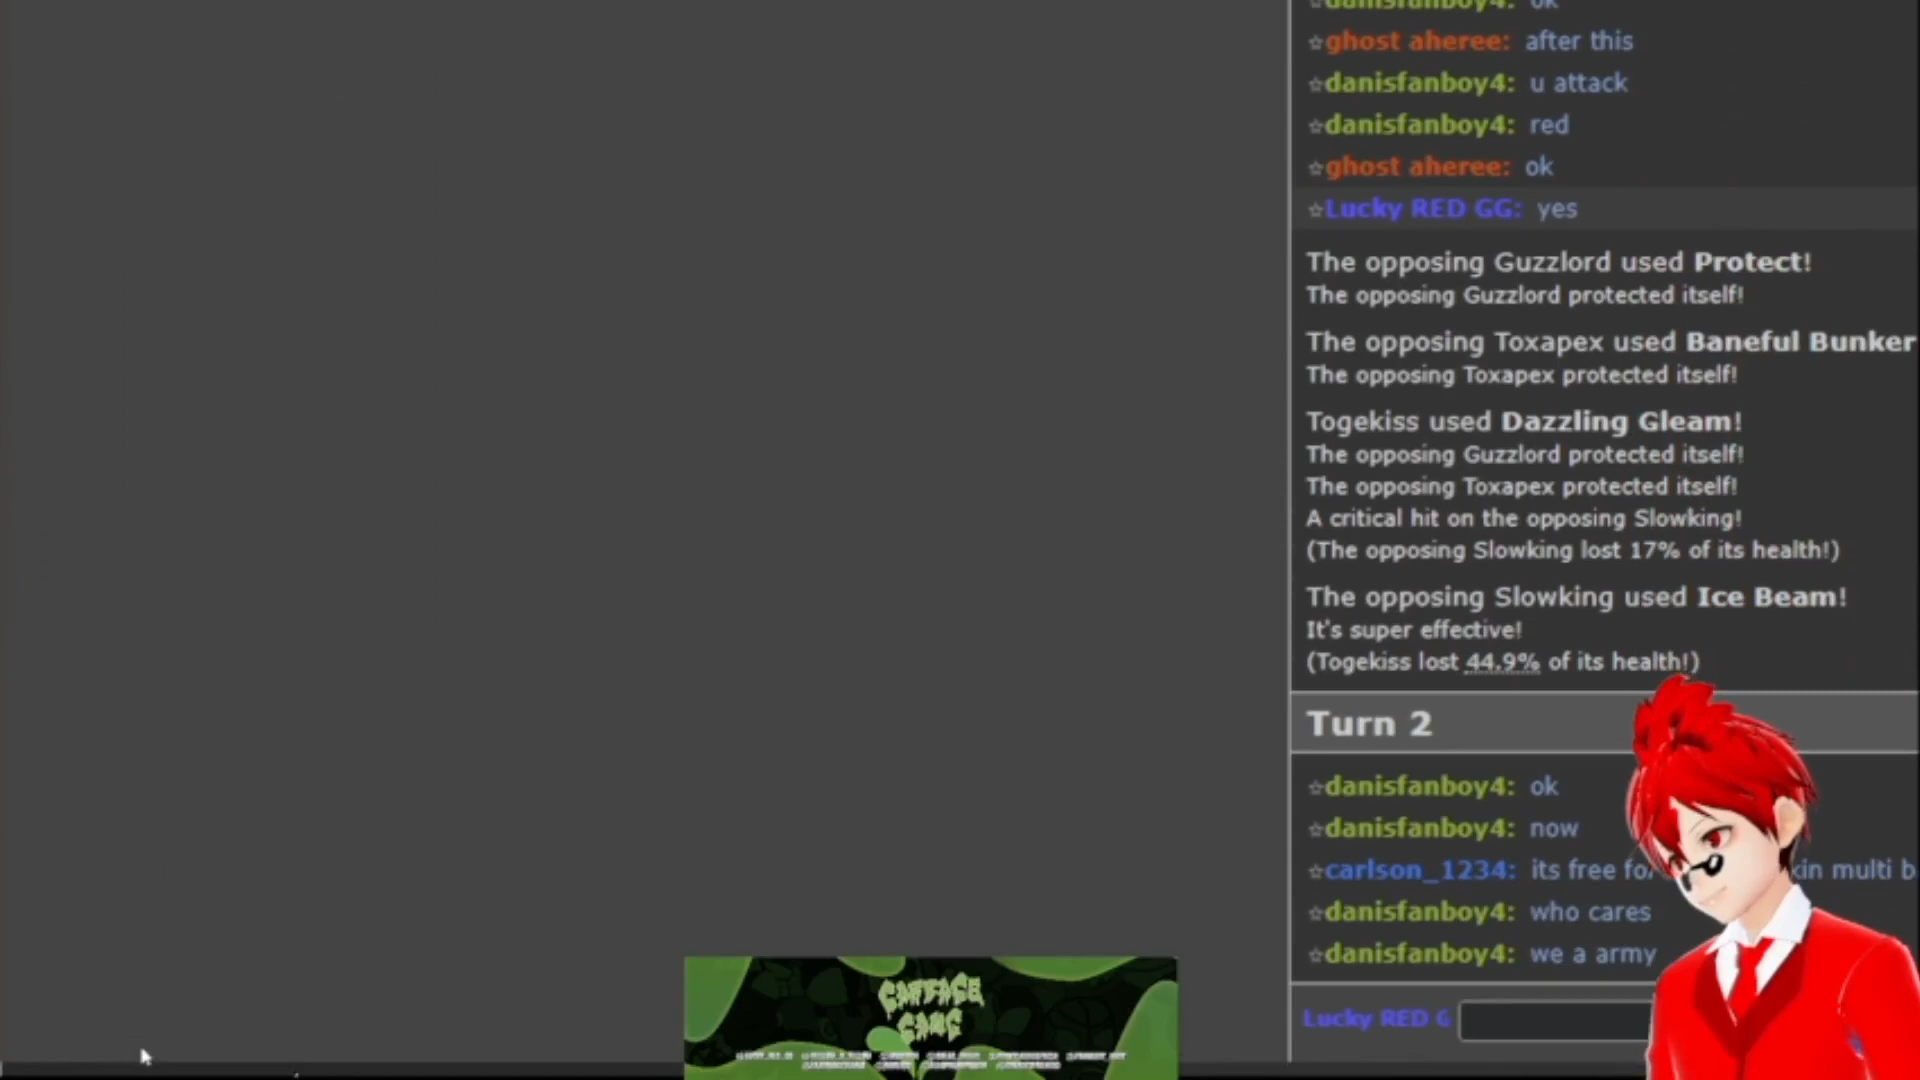 ☆danisfanboy4: ok
☆ghost aheree: after this
☆danisfanboy4: u attack
☆danisfanboy4: red
☆ghost aheree: ok
☆Lucky RED GG: yes
The opposing Guzzlord used Protect!
The opposing Guzzlord protected itself!
The opposing Toxapex used Baneful Bunker
The opposing Toxapex protected itself!
Togekiss used Dazzling Gleam!
The opposing Guzzlord protected itself!
The opposing Toxapex protected itself!
A critical hit on the opposing Slowking!
(The opposing Slowking lost 17% of its health!)
The opposing Slowking used Ice Beam!
It's super effective!
(Togekiss lost 44.9% of its health!)
Turn 2
☆danisfanboy4: ok
☆danisfanboy4: now
☆carlson_1234: its free multi b
☆danisfanboy4: who cares
☆danisfanboy4: we a army
Lucky RED G
GANG